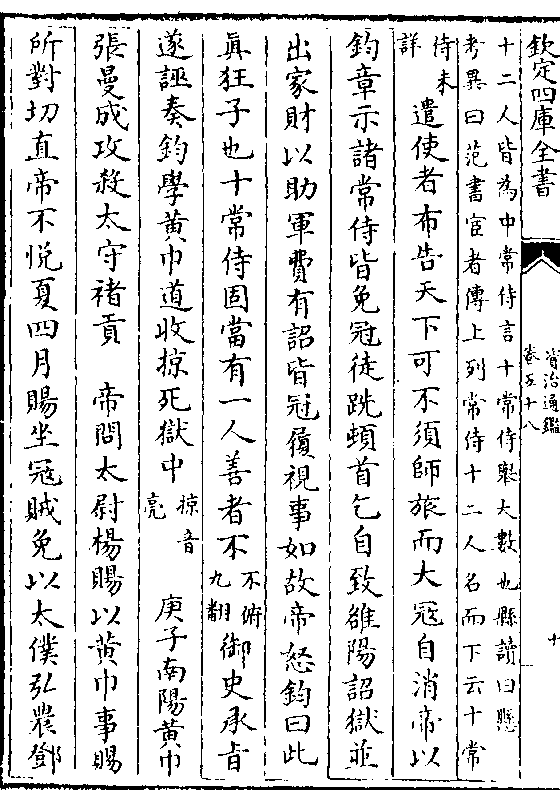 欽定四庫全書
資治通鑑
卷五十八
十
十二人皆為中常侍言十常侍舉大數也縣讀曰懸
考異曰范書宦者傳上列常侍十二人名而下云十常
侍未
詳
遣使者布告天下可不須師旅而大冦自消帝以
鈞章示諸常侍皆免冠徒跣頓首乞自致雒陽詔獄並
出家財以助軍費有詔皆冠履視事如故帝怒鈞曰此
真狂子也十常侍固當有一人善者不
不俯
九翻
御史承旨
遂誣奏鈞學黄巾道收掠死獄中
掠音
亮
庚子南陽黄巾
張曼成攻殺太守褚貢　帝問太尉楊賜以黄巾事賜
所對切直帝不悦夏四月賜坐冦賊免以太僕弘農鄧